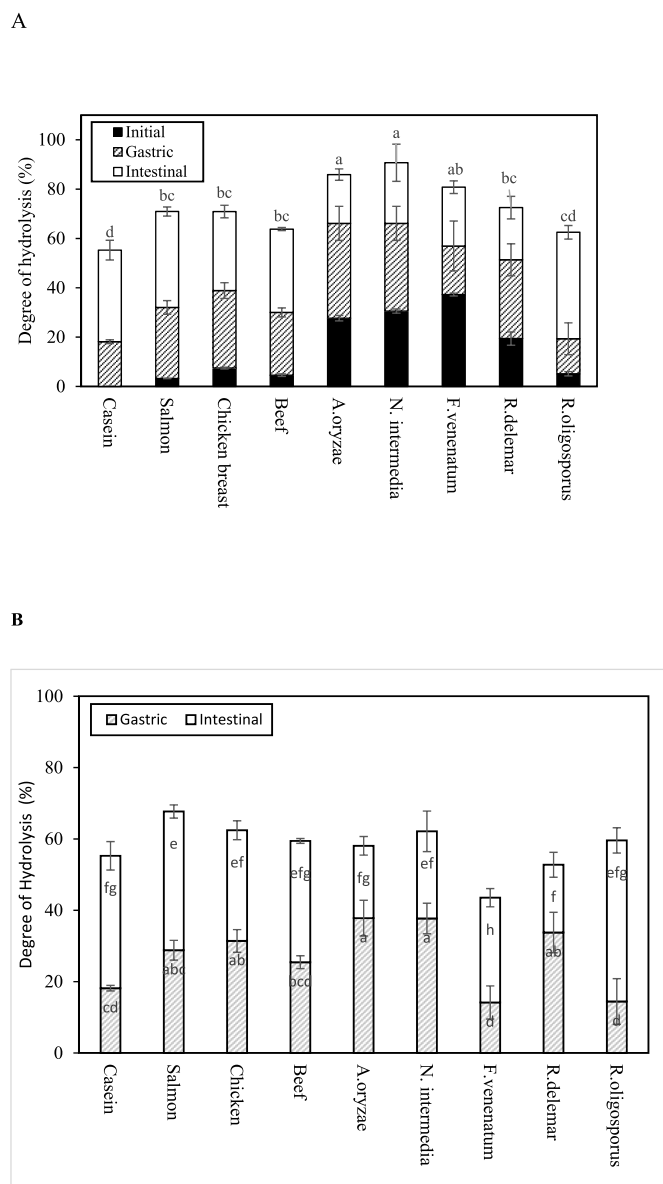 A
Degree of hydrolysis (%)
100
80
60
40
20
0
Initial
Gastric
Intestinal
d
bc
bc
bc
a
a
ab
bc
cd
Casein
Salmon
Chicken breast
Beef
A.oryzae
N. intermedia
F.venenatum
R.delemar
R.oligosporus
B
Degree of Hydrolysis (%)
100
80
60
40
20
0
Gastric Intestinal
fg
e
ef
efg
fg
ef
h
f
efg
cd
abc
ab
bcd
a
a
d
ab
d
Casein
Salmon
Chicken
Beef
A.oryzae
N. intermedia
F.venenatum
R.delemar
R.oligosporus